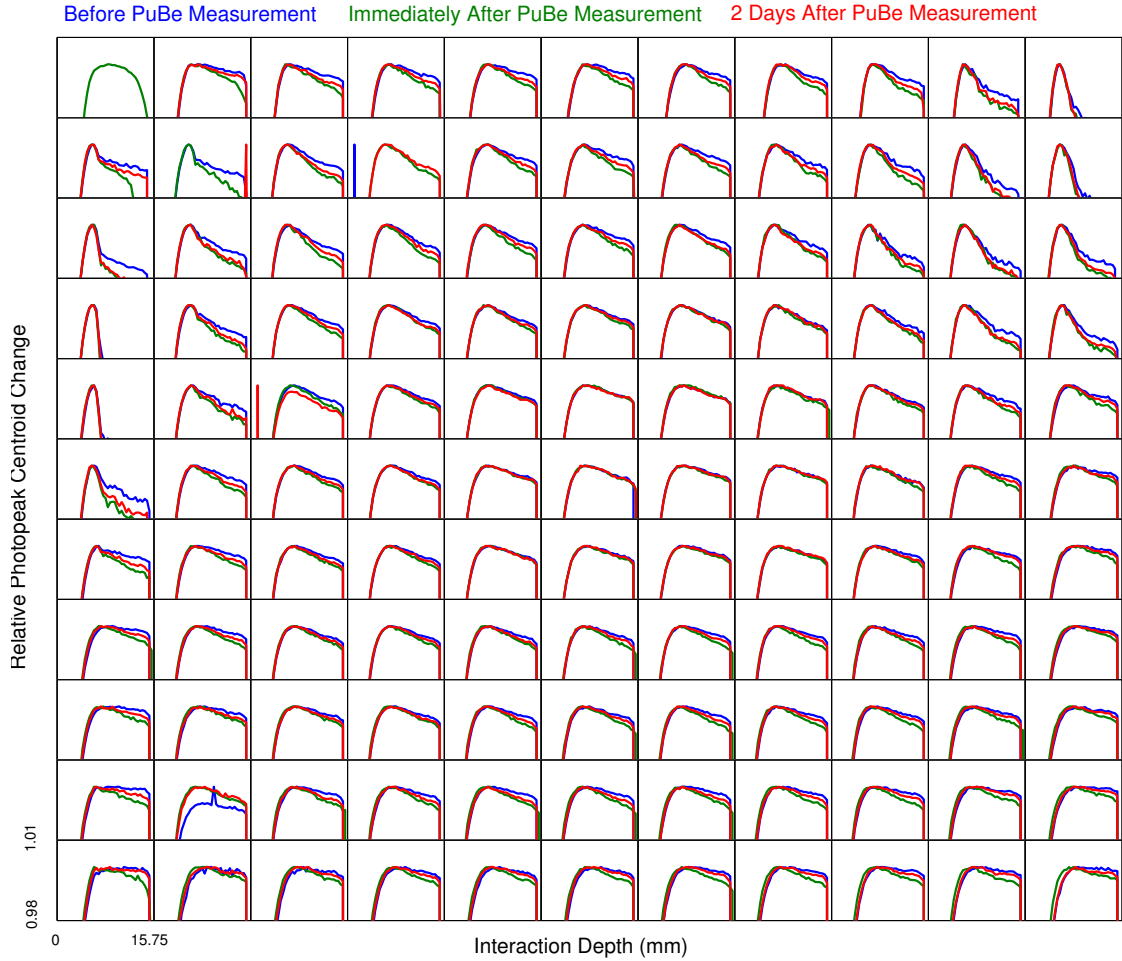 Before PuBe Measurement Immediately After PuBe Measurement 2 Days After PuBe Measurement
Relative Photopeak Centroid Change
1.01
0.98
0 15.75
Interaction Depth (mm)